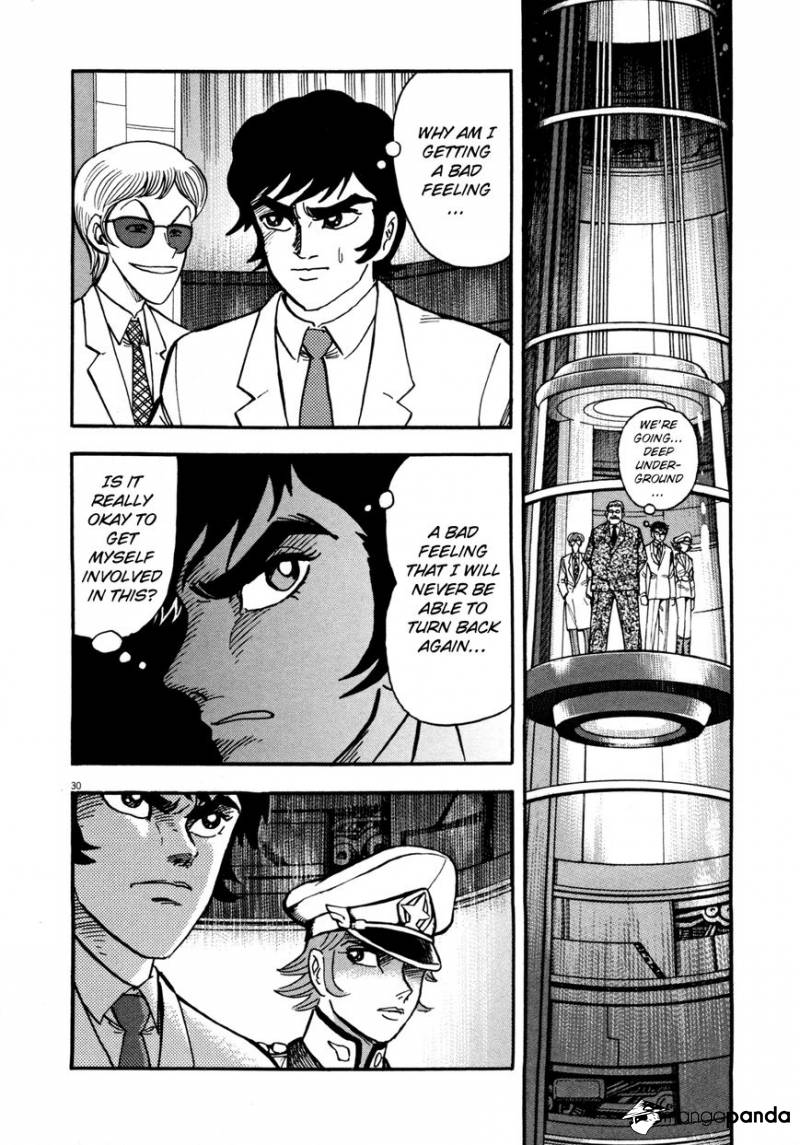 WE'RE
GOING...
DEEP
UNDER-
GROUND
...
WHY AM I
GETTING
A BAD
FEELING
...
A BAD
FEELING
THAT I WILL
NEVER BE
ABLE TO
TURN BACK
AGAIN...
IS IT
REALLY
OKAY TO
GET
MYSELF
INVOLVED
IN THIS?
30
mangapanda